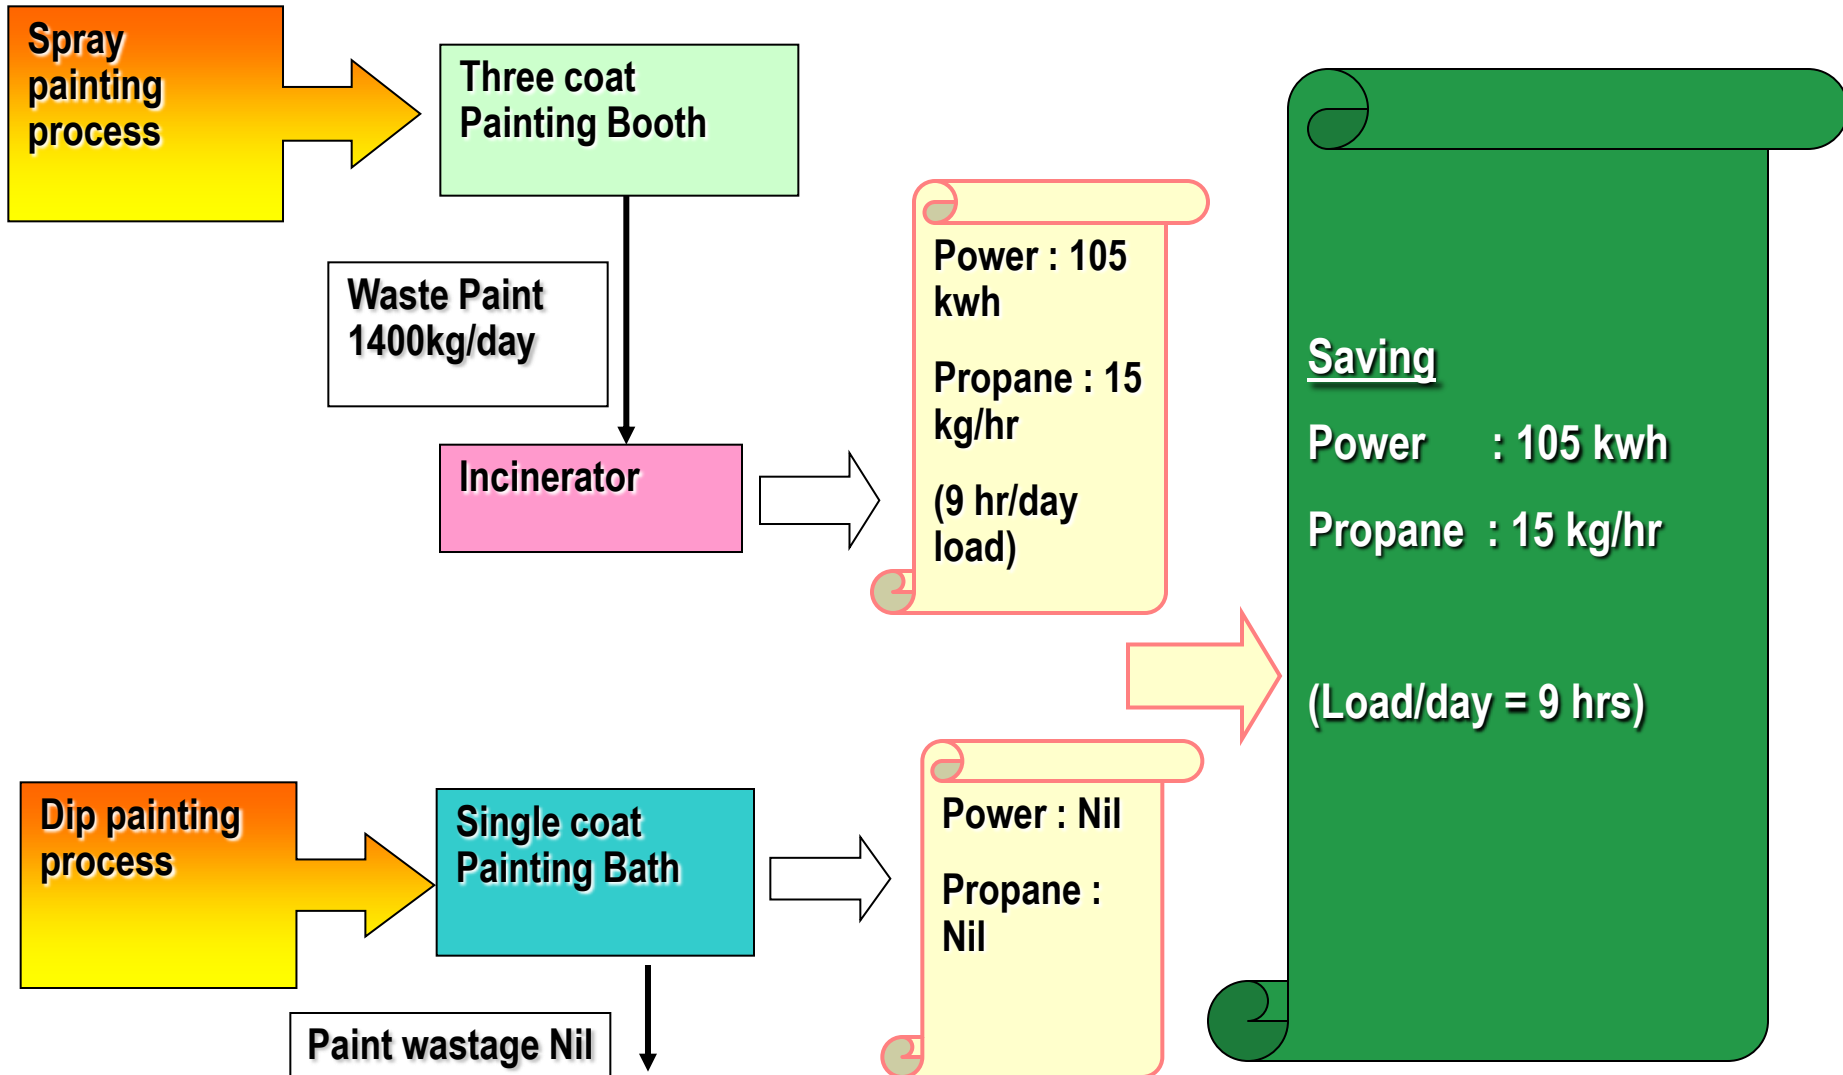 Spray
painting
process
Three coat
Painting Booth
Waste Paint
1400kg/day
Incinerator
Power : 105
kwh
Propane : 15
kg/hr
(9 hr/day
load)
Saving
Power : 105 kwh
Propane : 15 kg/hr
(Load/day = 9 hrs)
Dip painting
process
Single coat
Painting Bath
Paint wastage Nil
Power : Nil
Propane :
Nil